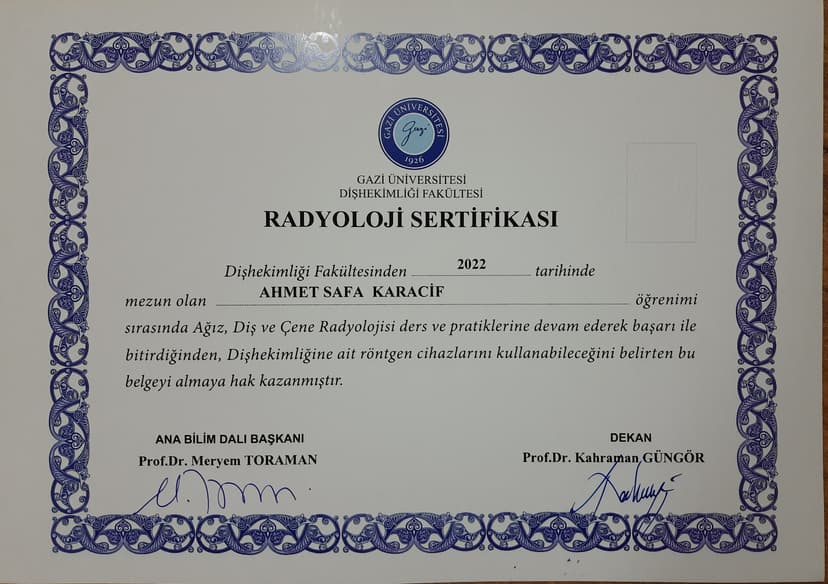 GAZİ ÜNİVERSİTESİ
Gazi
1926
GAZİ ÜNİVERSİTESİ
DİŞHEKİMLİĞİ FAKÜLTESİ
RADYOLOJİ SERTİFİKASI
Dişhekimliği Fakültesinden 2022 tarihinde
mezun olan AHMET SAFA KARACİF öğrenimi
sırasında Ağız, Diş ve Çene Radyolojisi ders ve pratiklerine devam ederek başarı ile
bitirdiğinden, Dişhekimliğine ait röntgen cihazlarını kullanabileceğini belirten bu
belgeyi almaya hak kazanmıştır.
ANA BİLİM DALI BAŞKANI
Prof.Dr. Meryem TORAMAN
DEKAN
Prof.Dr. Kahraman GÜNGÖR